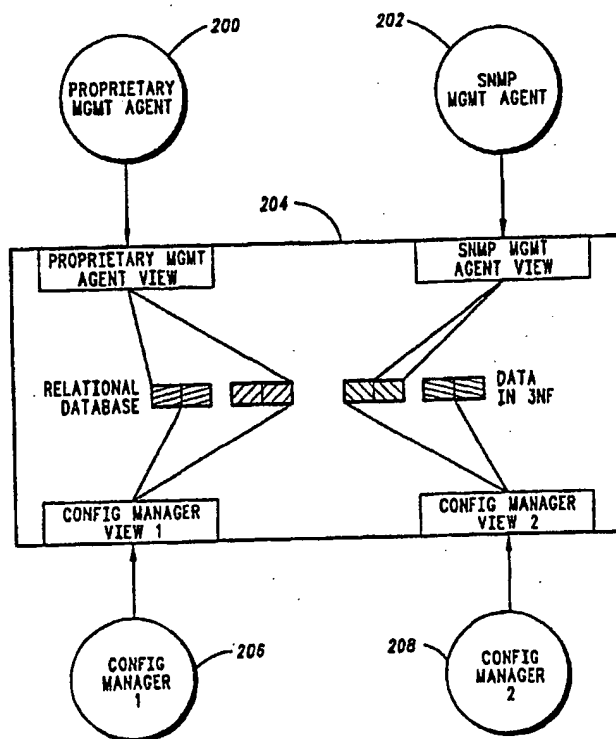 200
202
PROPRIETARY
MGMT AGENT
SNMP
MGMT AGENT
204
PROPRIETARY MGMT
AGENT VIEW
SNMP MGMT
AGENT VIEW
RELATIONAL
DATABASE
DATA
IN 3NF
CONFIG MANAGER
VIEW 1
CONFIG MANAGER
VIEW 2
206
208
CONFIG
MANAGER
1
CONFIG
MANAGER
2